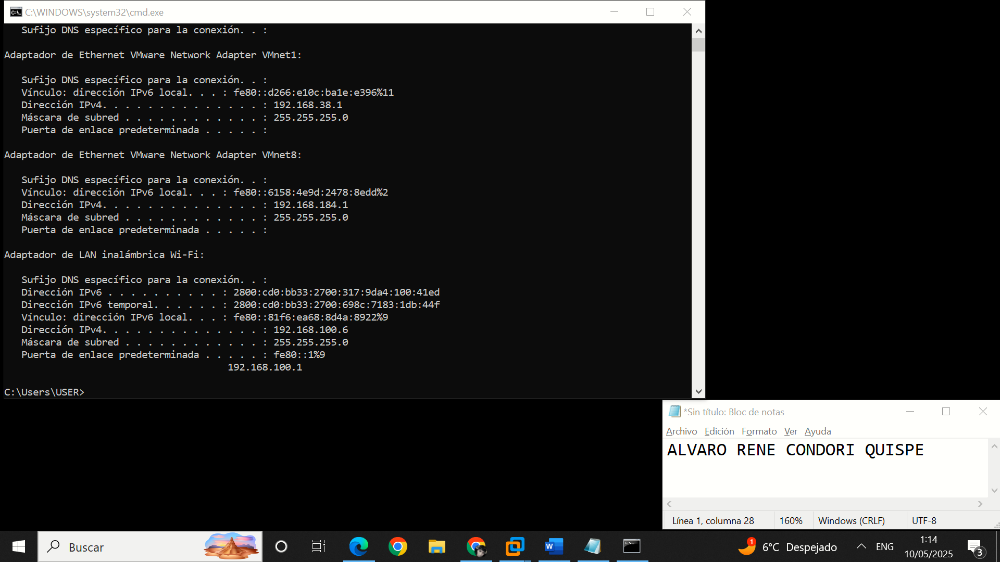 C:\WINDOWS\system32\cmd.exe
Sufijo DNS específico para la conexión. . :
Adaptador de Ethernet VMware Network Adapter VMnet1:
Sufijo DNS específico para la conexión. . :
Vínculo: dirección IPv6 local. . . : fe80::d266:e10c:ba1e:e396%11
Dirección IPv4. . . . . . . . . . . . . . : 192.168.38.1
Máscara de subred . . . . . . . . . . . . : 255.255.255.0
Puerta de enlace predeterminada . . . . . :
Adaptador de Ethernet VMware Network Adapter VMnet8:
Sufijo DNS específico para la conexión. . :
Vínculo: dirección IPv6 local. . . : fe80::6158:4e9d:2478:8edd%2
Dirección IPv4. . . . . . . . . . . . . . : 192.168.184.1
Máscara de subred . . . . . . . . . . . . : 255.255.255.0
Puerta de enlace predeterminada . . . . . :
Adaptador de LAN inalámbrica Wi-Fi:
Sufijo DNS específico para la conexión. . :
Dirección IPv6 . . . . . . . . . . : 2800:cd0:bb33:2700:317:9da4:100:41ed
Dirección IPv6 temporal. . . . . . : 2800:cd0:bb33:2700:698c:7183:1db:44f
Vínculo: dirección IPv6 local. . . : fe80::81f6:ea68:8d4a:8922%9
Dirección IPv4. . . . . . . . . . . . . . : 192.168.100.6
Máscara de subred . . . . . . . . . . . . : 255.255.255.0
Puerta de enlace predeterminada . . . . . : fe80::1%9
192.168.100.1
C:\Users\USER>
*Sin título: Bloc de notas
Archivo Edición Formato Ver Ayuda
ALVARO RENE CONDORI QUISPE
Línea 1, columna 28 160% Windows (CRLF) UTF-8
Buscar
1 6°C Despejado ENG 1:14
10/05/2025 3